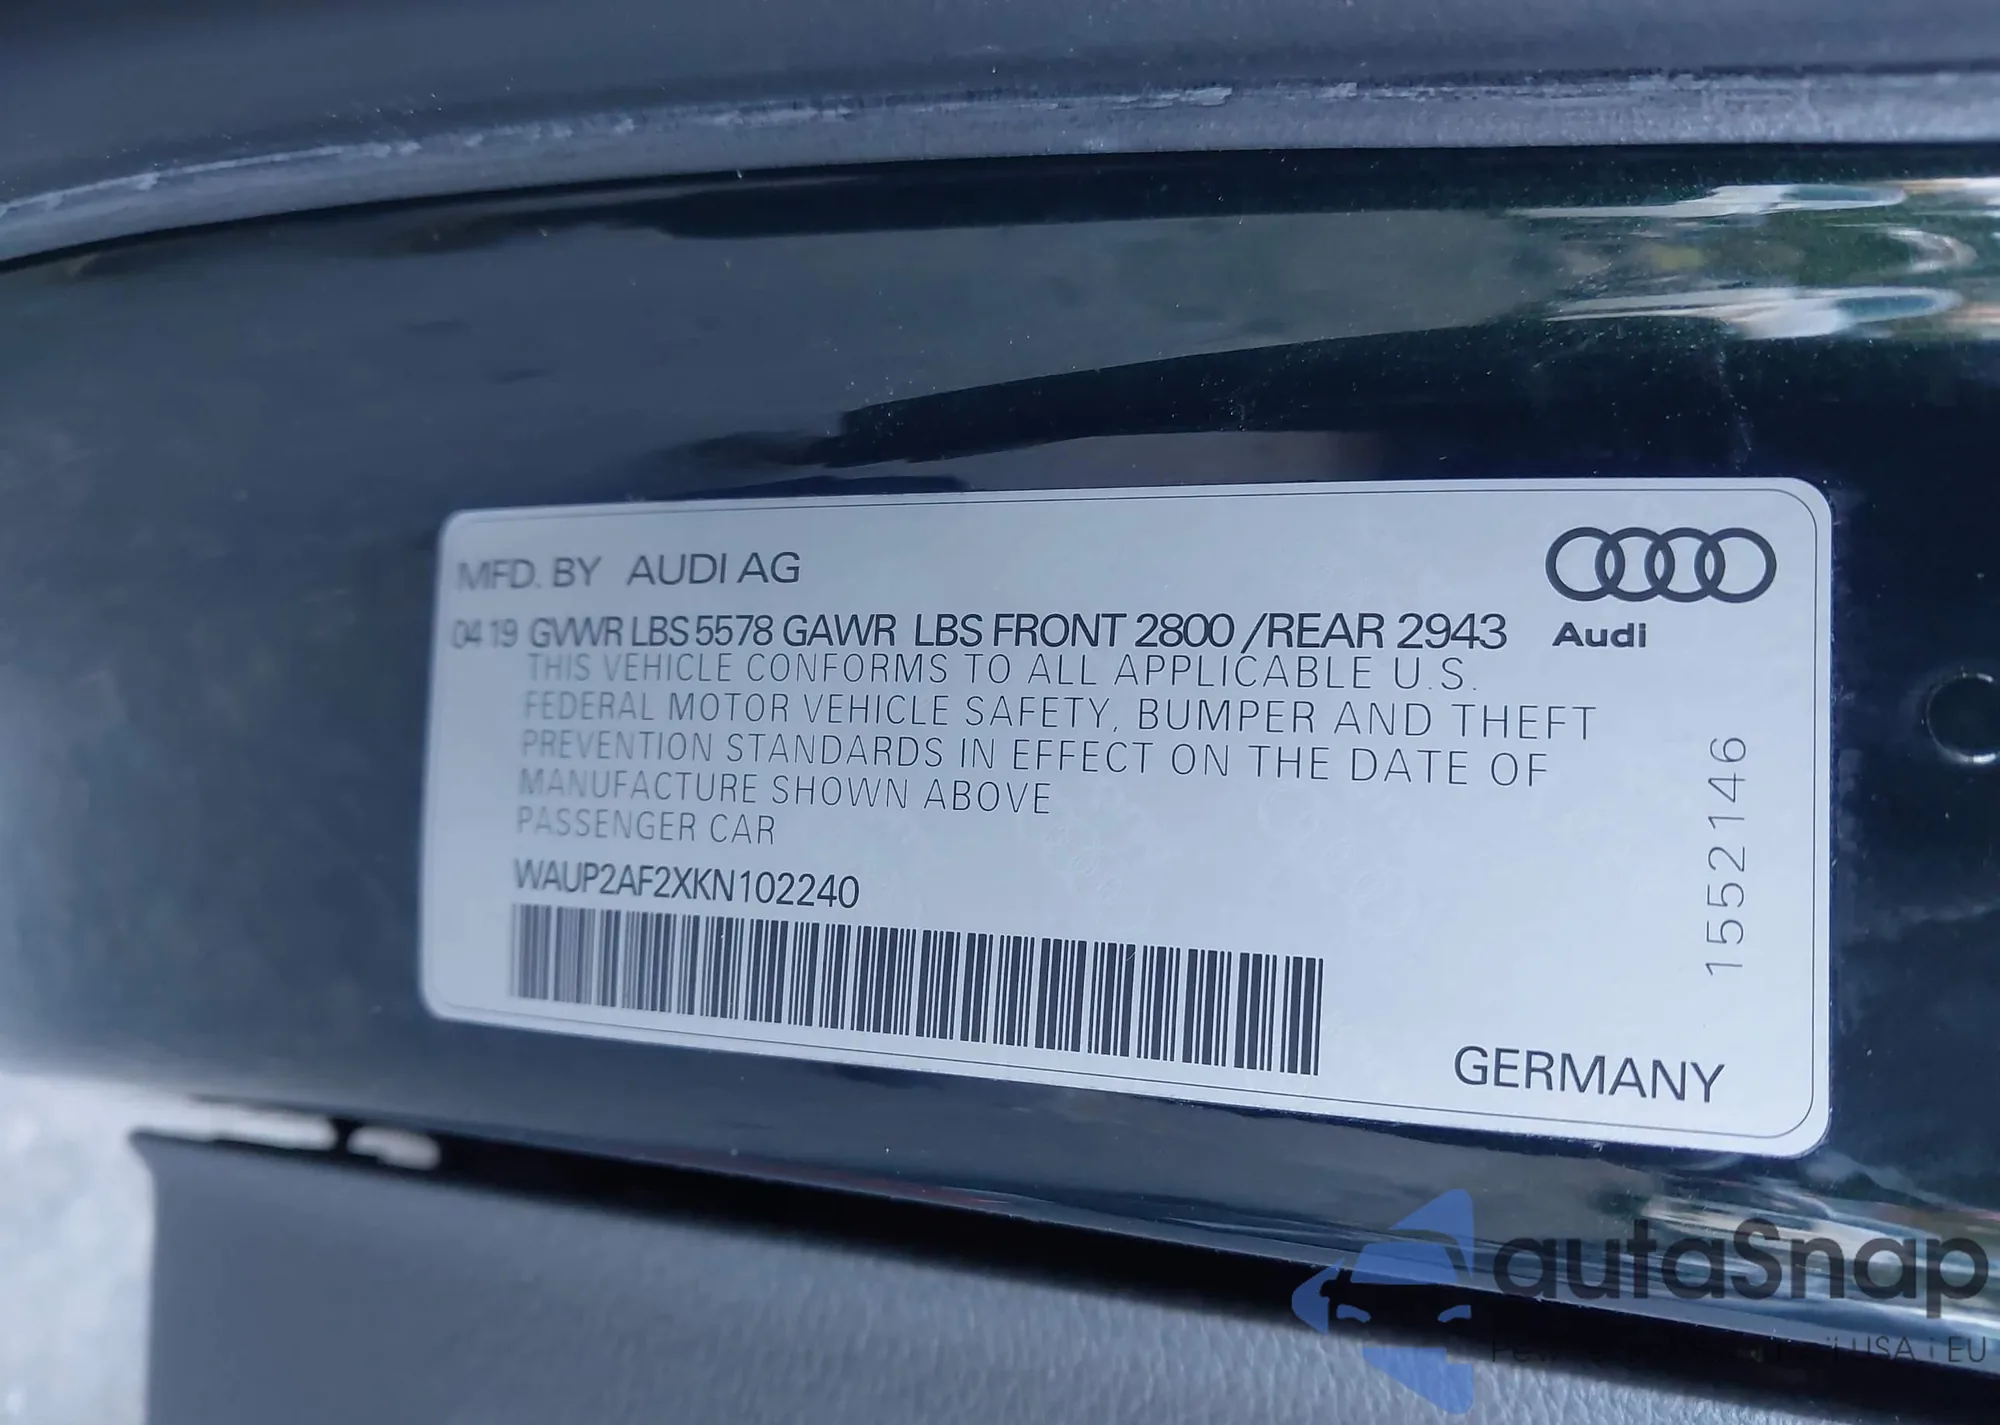 MFD. BY AUDI AG
04 19 GVWR LBS 5578 GAWR LBS FRONT 2800 /REAR 2943
Audi
THIS VEHICLE CONFORMS TO ALL APPLICABLE U.S.
FEDERAL MOTOR VEHICLE SAFETY, BUMPER AND THEFT
PREVENTION STANDARDS IN EFFECT ON THE DATE OF
MANUFACTURE SHOWN ABOVE
PASSENGER CAR
WAUP2AF2XKN102240
1552146
GERMANY
autaSnap
USA i EU